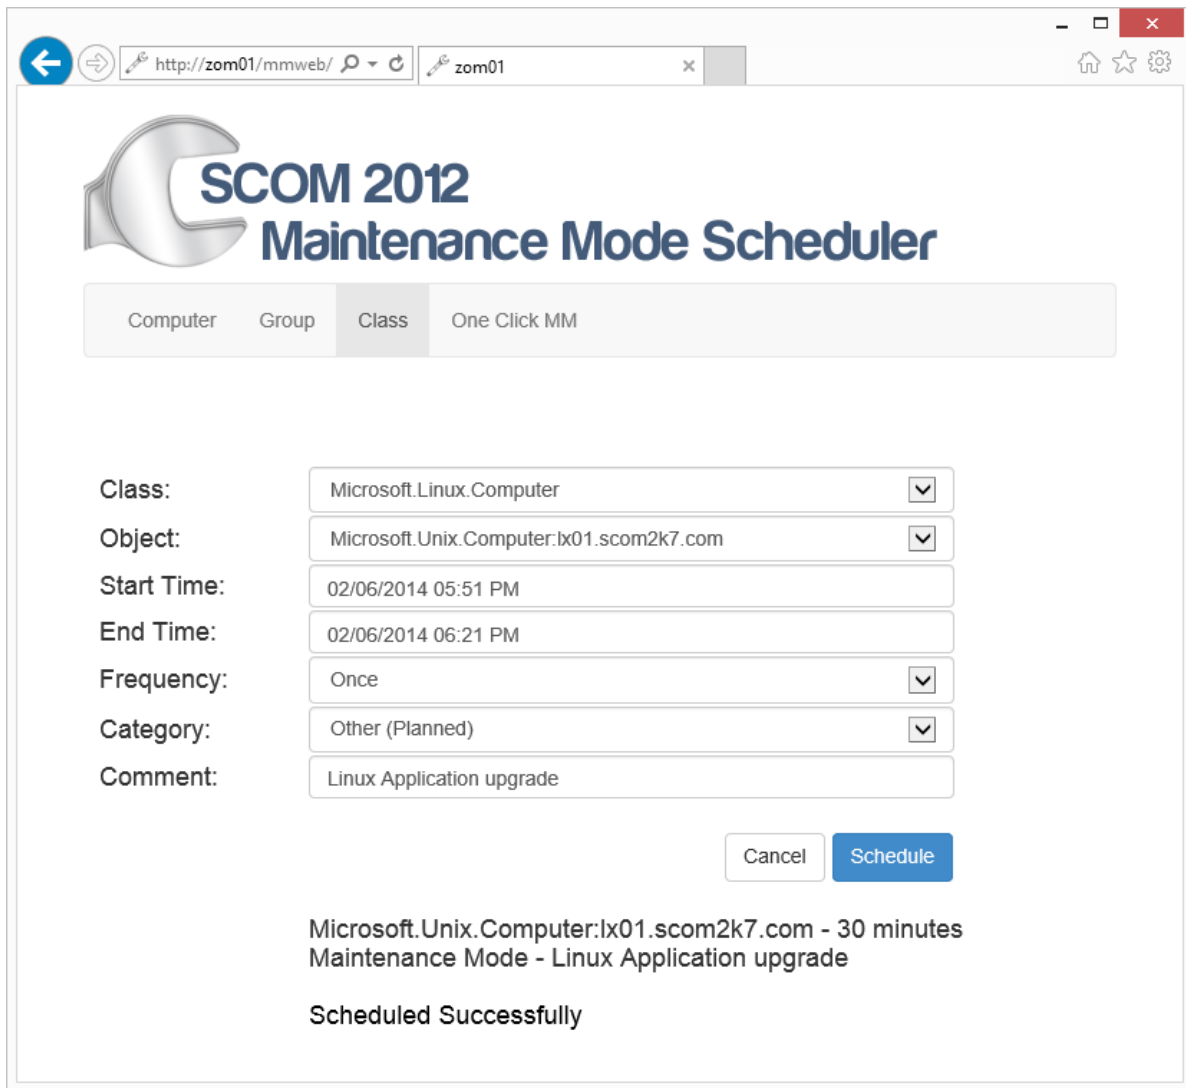 http://zom01/mmweb/
zom01
SCOM 2012
Maintenance Mode Scheduler
Computer Group Class One Click MM
Class: Microsoft.Linux.Computer
Object: Microsoft.Unix.Computer:lx01.scom2k7.com
Start Time: 02/06/2014 05:51 PM
End Time: 02/06/2014 06:21 PM
Frequency: Once
Category: Other (Planned)
Comment: Linux Application upgrade
Cancel Schedule
Microsoft.Unix.Computer:lx01.scom2k7.com - 30 minutes
Maintenance Mode - Linux Application upgrade
Scheduled Successfully